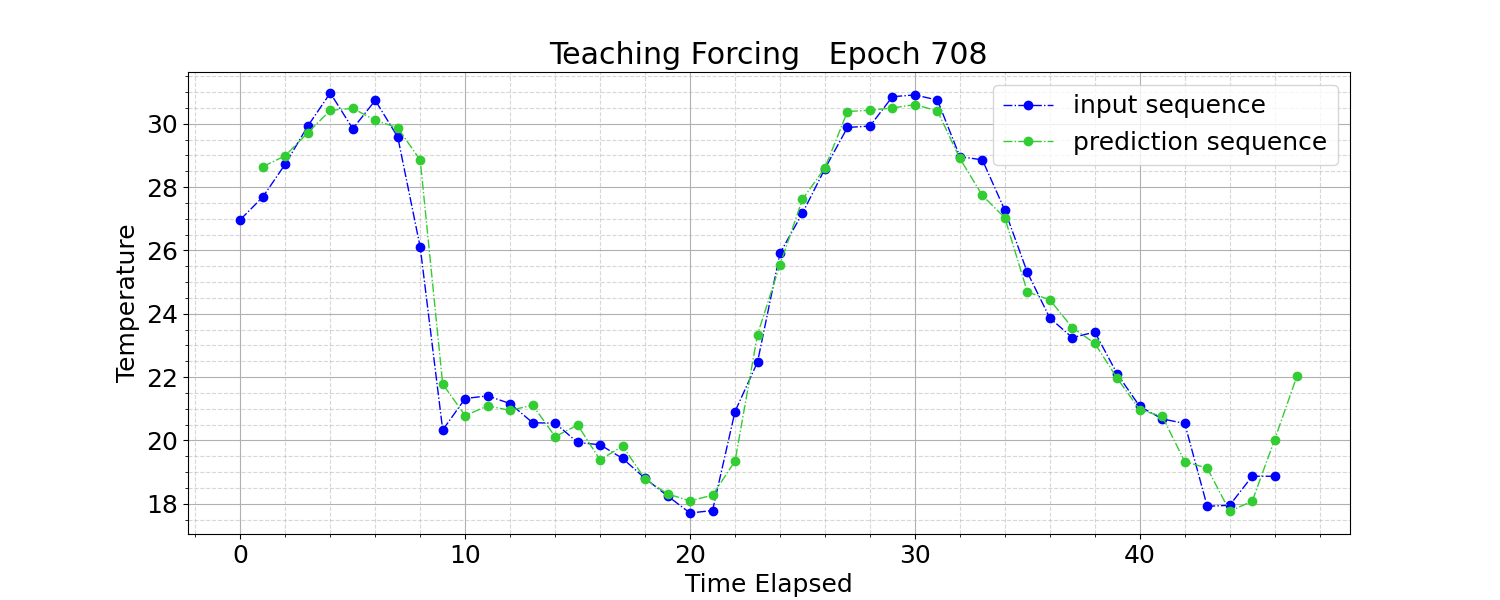 Teaching Forcing   Epoch 708
input sequence
prediction sequence
Temperature
30
28
26
24
22
20
18
0 10 20 30 40
Time Elapsed